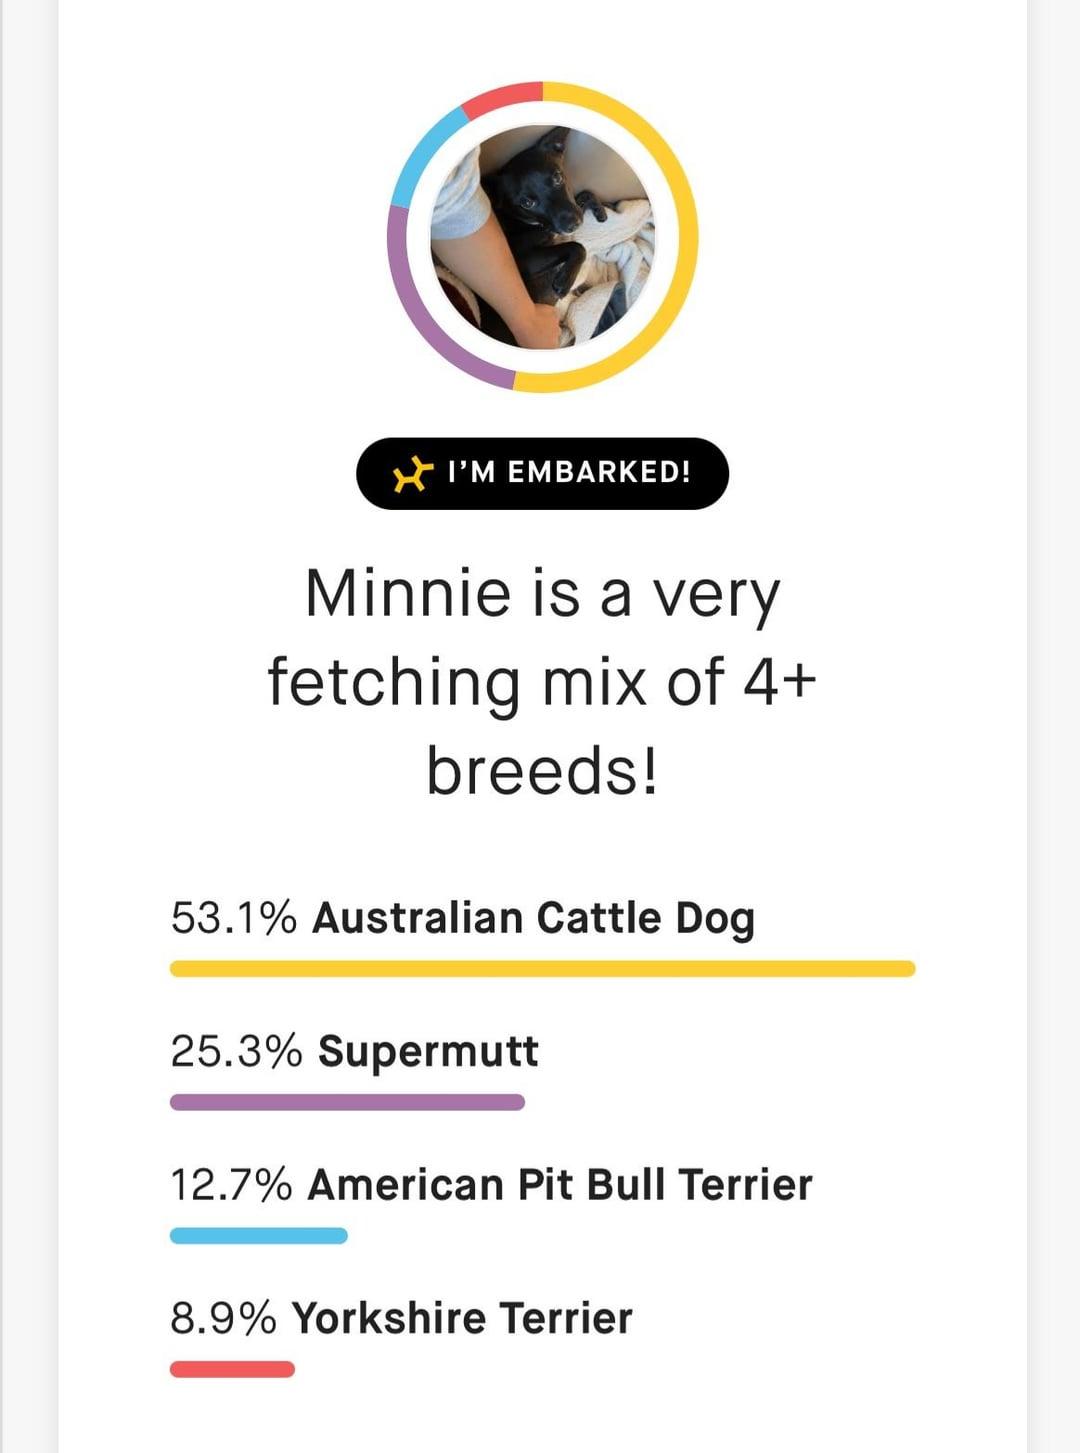 I’M EMBARKED!
Minnie is a very
fetching mix of 4+
breeds!
53.1% Australian Cattle Dog
25.3% Supermutt
12.7% American Pit Bull Terrier
8.9% Yorkshire Terrier